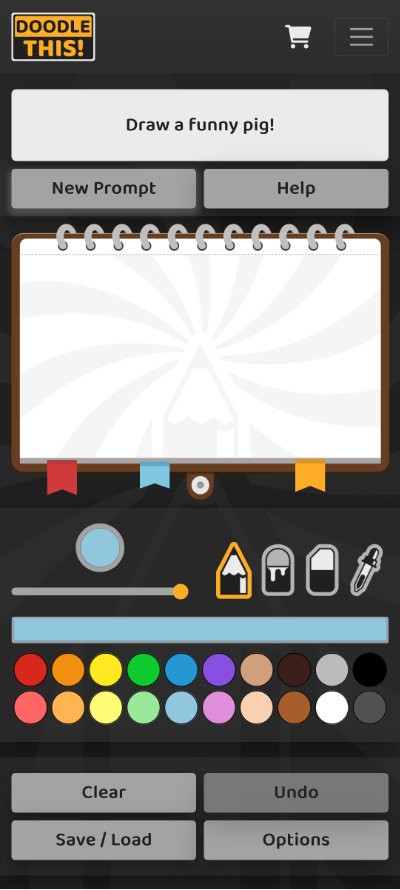 DOODLE
THIS!
Draw a funny pig!
New Prompt
Help
Clear
Undo
Save / Load
Options